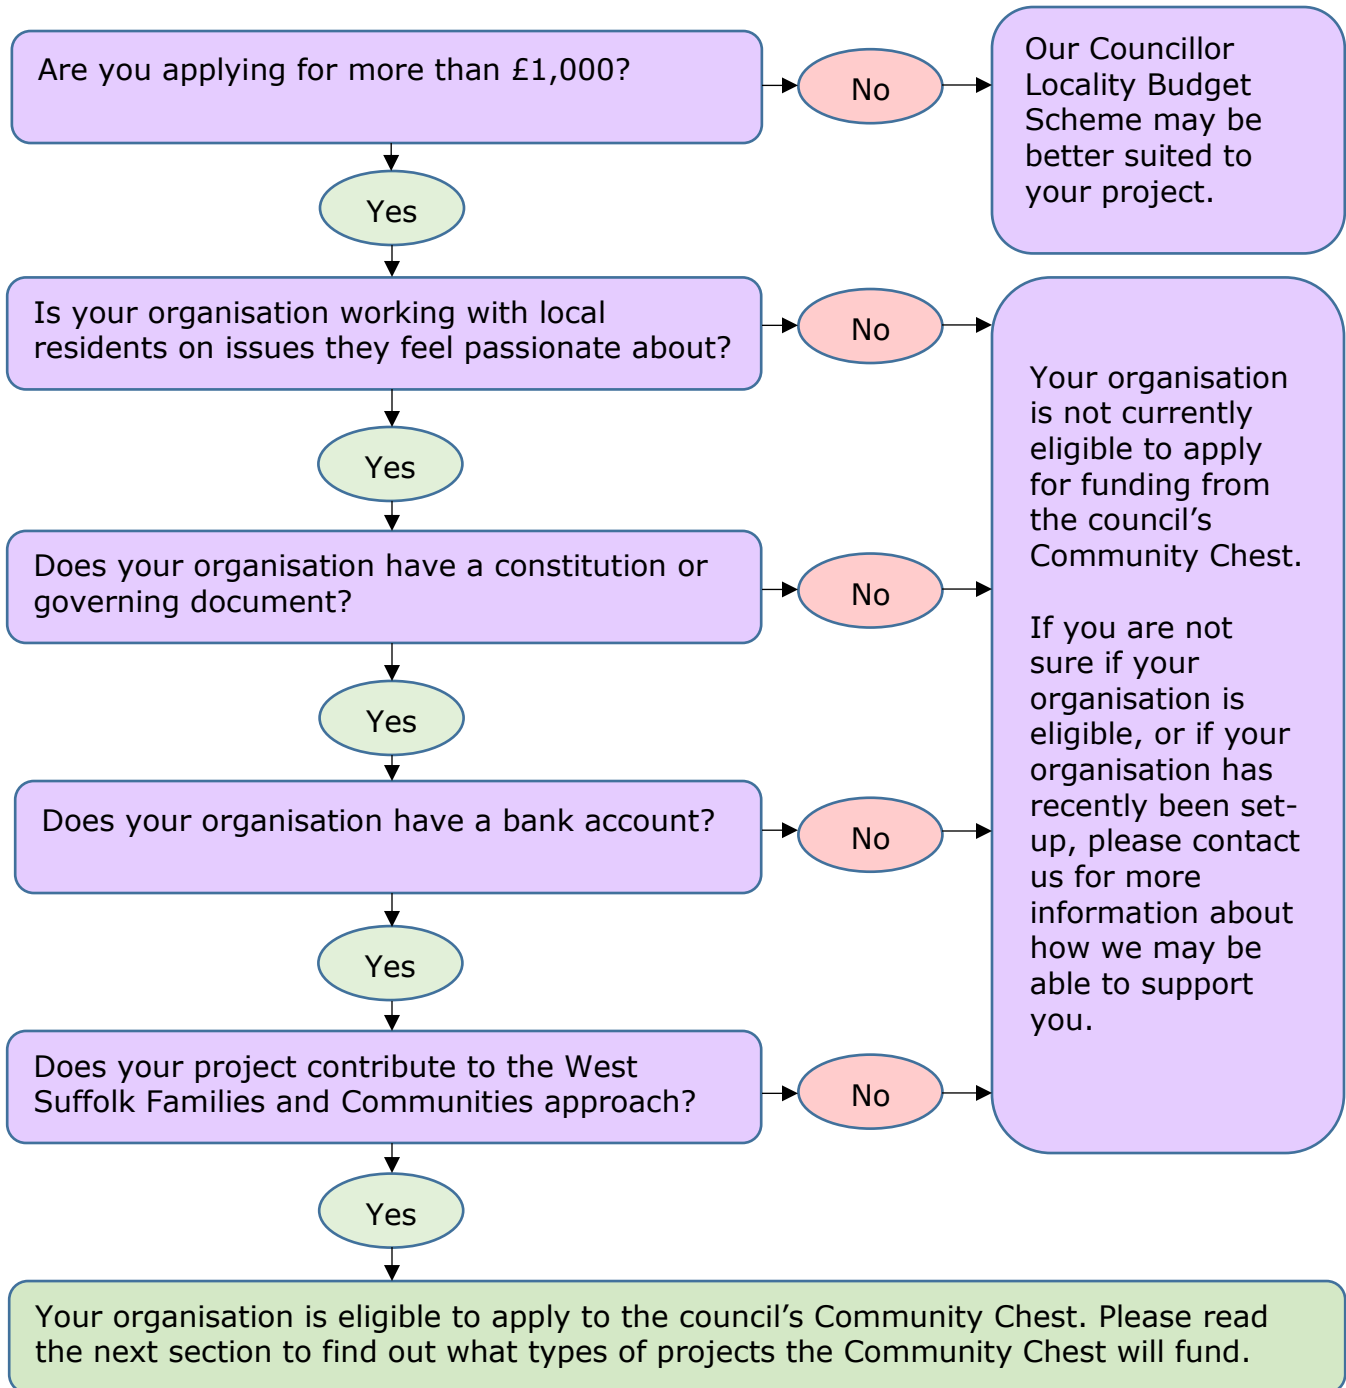 Are you applying for more than £1,000?
No
Our Councillor
Locality Budget
Scheme may be
better suited to
your project.
Yes
Is your organisation working with local
residents on issues they feel passionate about?
No
Yes
Does your organisation have a constitution or
governing document?
No
Yes
Does your organisation have a bank account?
No
Yes
Does your project contribute to the West
Suffolk Families and Communities approach?
No
Your organisation
is not currently
eligible to apply
for funding from
the council’s
Community Chest.
If you are not
sure if your
organisation is
eligible, or if your
organisation has
recently been set-
up, please contact
us for more
information about
how we may be
able to support
you.
Yes
Your organisation is eligible to apply to the council’s Community Chest. Please read
the next section to find out what types of projects the Community Chest will fund.